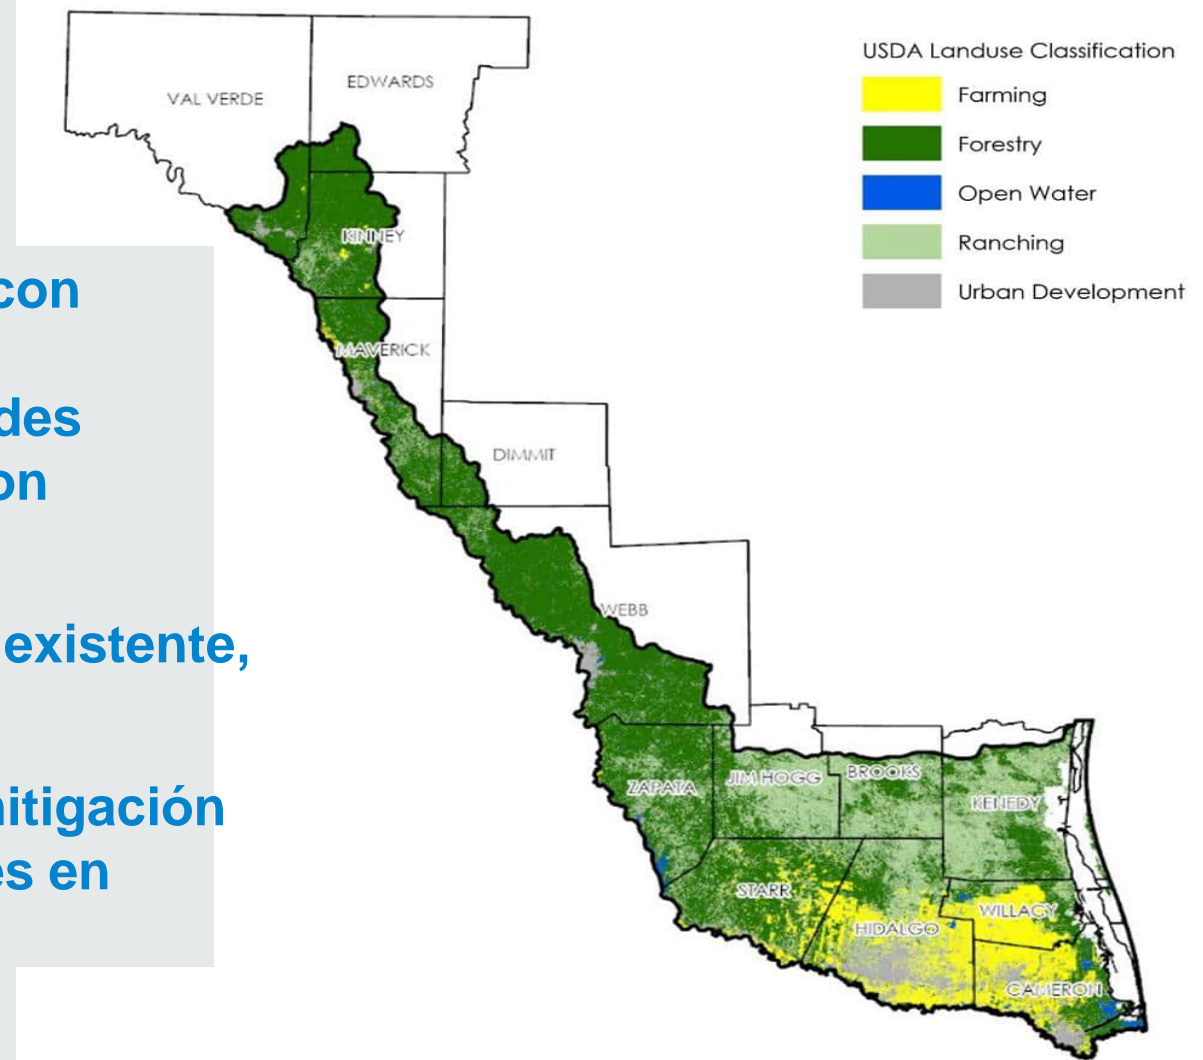 con
des
on
existente,
mitigación
es en
VAL VERDE
EDWARDS
KINNEY
MAVERICK
DIMMIT
WEBB
ZAPATA
JIM HOGG
BROOKS
KENEDY
STARR
HIDALGO
WILLACY
CAMERON
USDA Landuse Classification
Farming
Forestry
Open Water
Ranching
Urban Development